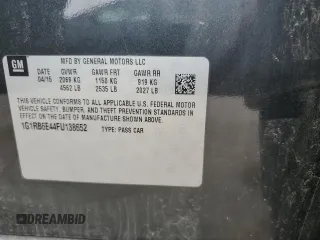 GM
MFD BY GENERAL MOTORS LLC
DATE GVWR GAWR FRT GAWR RR
04/15 2069 KG 1150 KG 919 KG
4562 LB 2535 LB 2027 LB
THIS VEHICLE CONFORMS TO ALL APPLICABLE U.S. FEDERAL MOTOR VEHICLE
SAFETY, BUMPER, AND THEFT PREVENTION STANDARDS IN
EFFECT ON THE DATE OF MANUFACTURE SHOWN ABOVE.
1G1RB6E44FU138652 TYPE: PASS CAR
DREAMBID